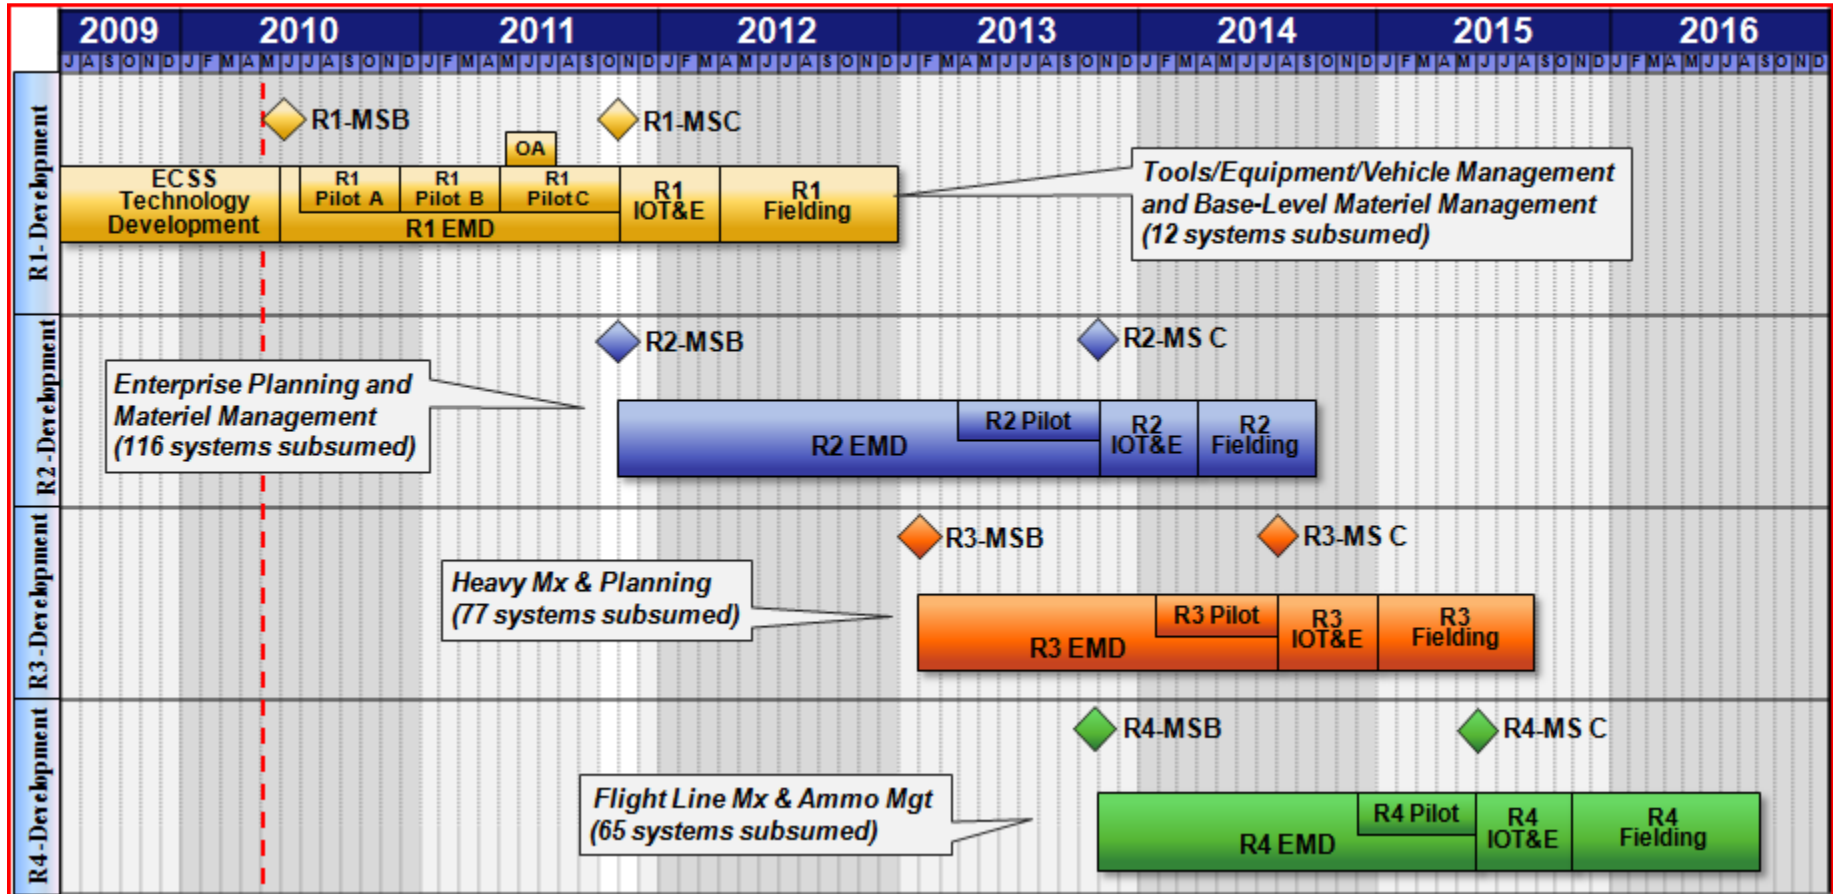 2009 2010 2011 2012 2013 2014 2015 2016
J A S O N D J F M A M J J A S O N D J F M A M J J A S O N D J F M A M J J A S O N D J F M A M J J A S O N D J F M A M J J A S O N D J F M A M J J A S O N D J F M A M J J A S O N D
R1- Development
R1-MSB
R1-MSC
OA
ECSS
Technology
Development
R1
Pilot A
R1
Pilot B
R1
Pilot C
R1 EMD
R1
IOT&E
R1
Fielding
Tools/Equipment/Vehicle Management
and Base-Level Materiel Management
(12 systems subsumed)
R2-Development
R2-MSB
R2-MS C
Enterprise Planning and
Materiel Management
(116 systems subsumed)
R2 EMD
R2 Pilot
R2
IOT&E
R2
Fielding
R3-Development
R3-MSB
R3-MS C
Heavy Mx & Planning
(77 systems subsumed)
R3 EMD
R3 Pilot
R3
IOT&E
R3
Fielding
R4-Development
R4-MSB
R4-MS C
Flight Line Mx & Ammo Mgt
(65 systems subsumed)
R4 EMD
R4 Pilot
R4
IOT&E
R4
Fielding